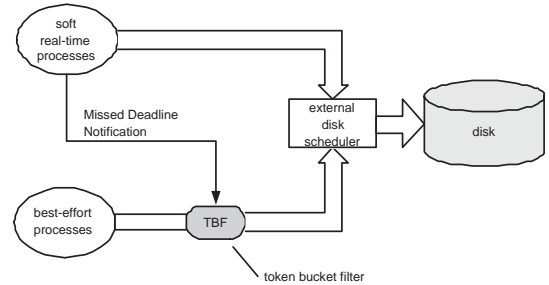 soft
real-time
processes
Missed Deadline
Notification
external
disk
scheduler
disk
best-effort
processes
TBF
token bucket filter